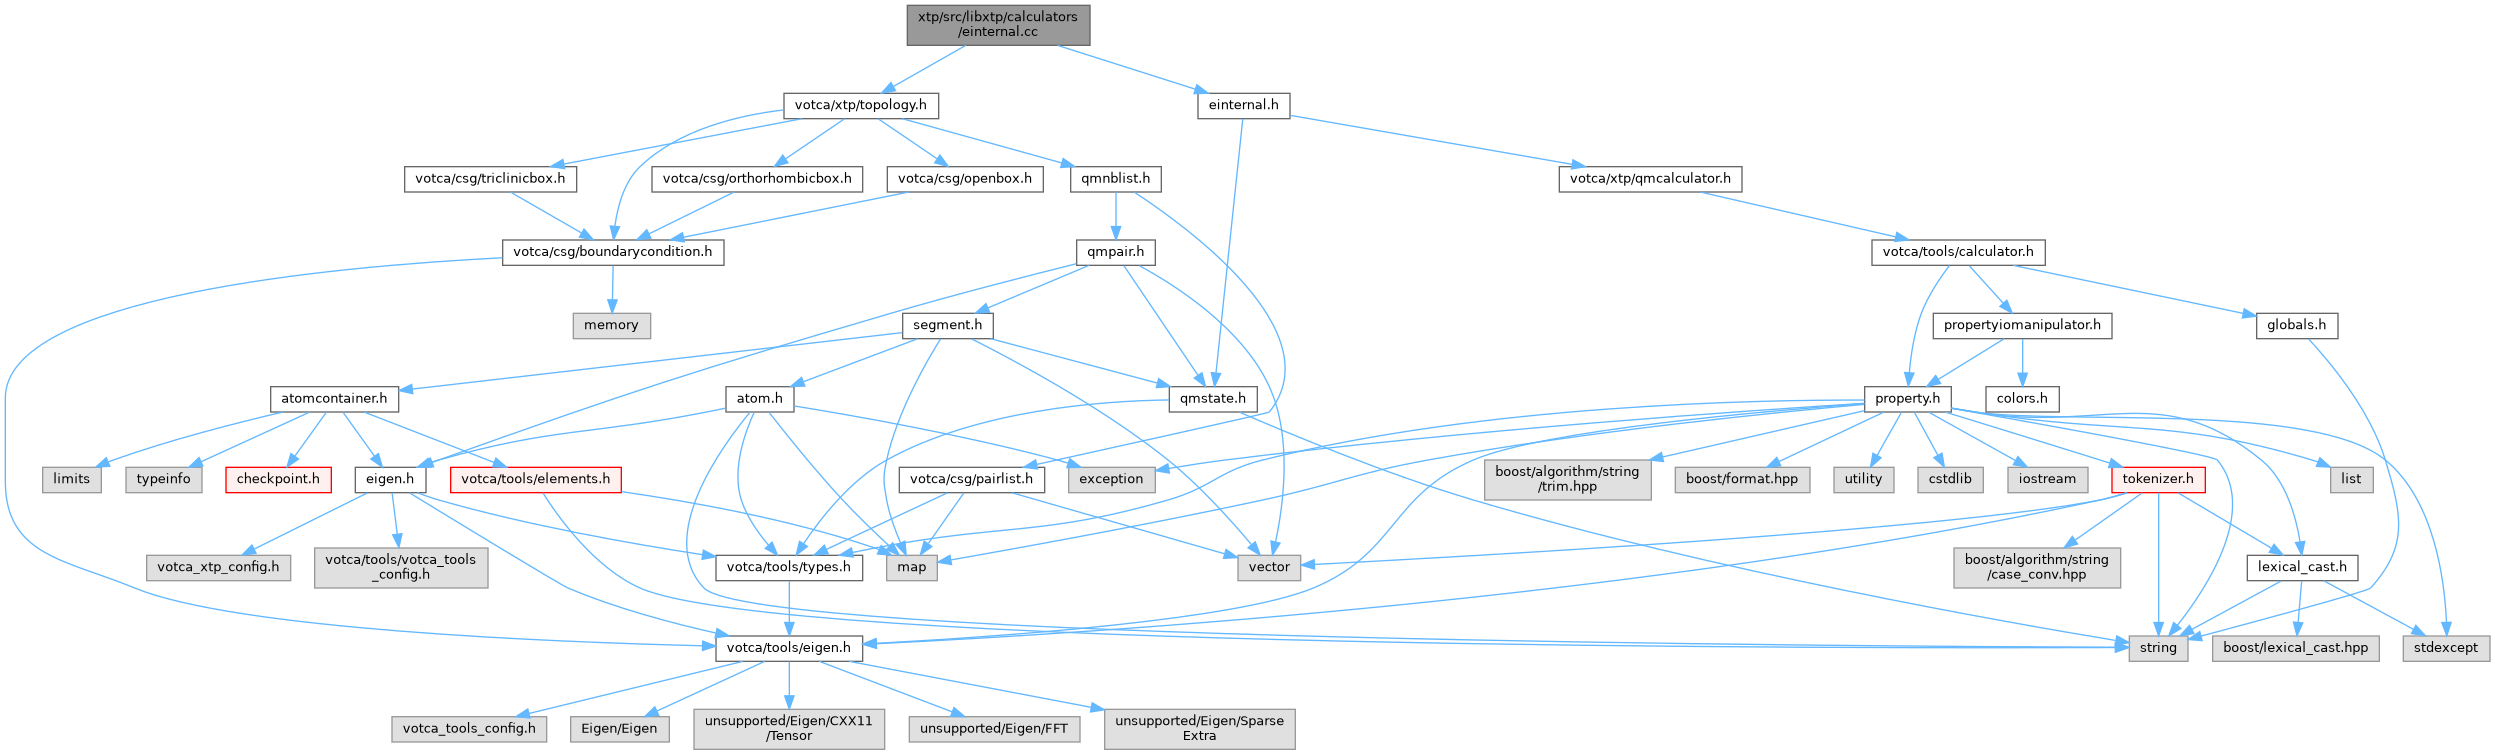 xtp/src/libxtp/calculators
/einternal.cc
votca/xtp/topology.h
einternal.h
votca/csg/triclinicbox.h
votca/csg/orthorhombicbox.h
votca/csg/openbox.h
qmnblist.h
votca/xtp/qmcalculator.h
votca/csg/boundarycondition.h
qmpair.h
votca/tools/calculator.h
memory
segment.h
propertyiomanipulator.h
globals.h
atomcontainer.h
atom.h
qmstate.h
property.h
colors.h
limits
typeinfo
checkpoint.h
eigen.h
votca/tools/elements.h
votca/csg/pairlist.h
exception
boost/algorithm/string
/trim.hpp
boost/format.hpp
utility
cstdlib
iostream
tokenizer.h
list
votca_xtp_config.h
votca/tools/votca_tools
_config.h
votca/tools/types.h
map
vector
boost/algorithm/string
/case_conv.hpp
lexical_cast.h
votca/tools/eigen.h
string
boost/lexical_cast.hpp
stdexcept
votca_tools_config.h
Eigen/Eigen
unsupported/Eigen/CXX11
/Tensor
unsupported/Eigen/FFT
unsupported/Eigen/Sparse
Extra